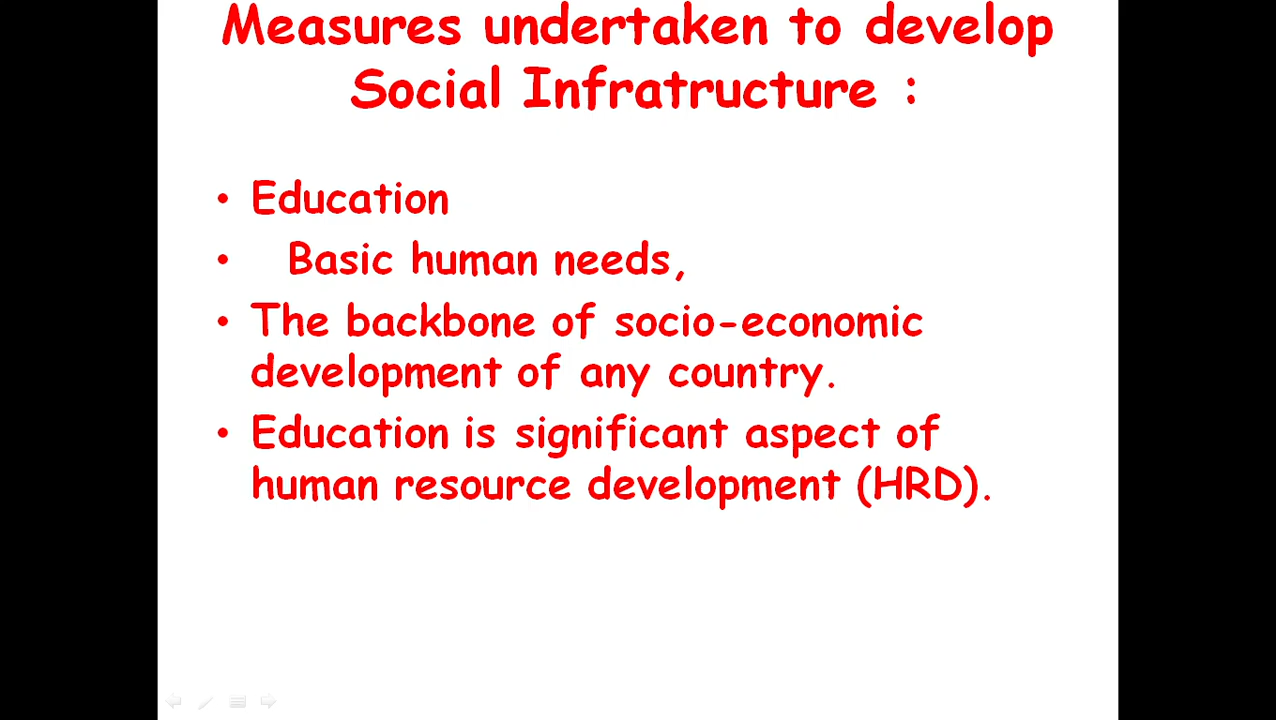 Measures undertaken to develop
Social Infratructure :
• Education
• Basic human needs,
• The backbone of socio-economic
development of any country.
• Education is significant aspect of
human resource development (HRD).